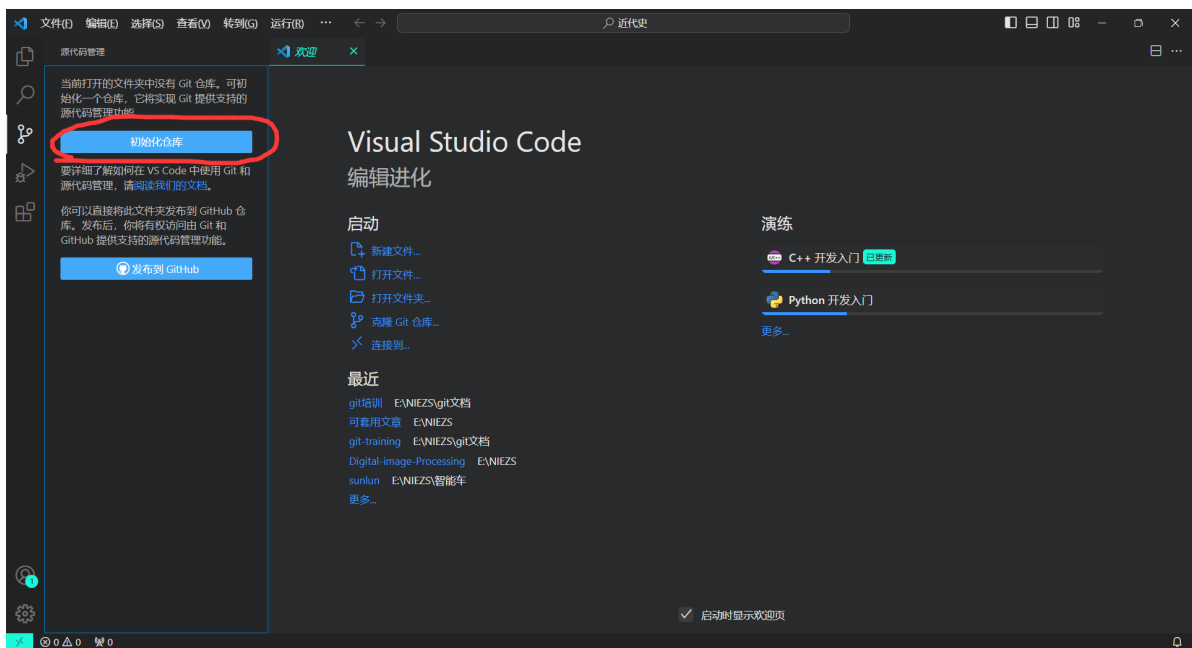 文件(F) 编辑(E) 选择(S) 查看(V) 转到(G) 运行(R) ··· 近代史
源代码管理
欢迎
当前打开的文件夹中没有 Git 仓库。可初
始化一个仓库，它将实现 Git 提供支持的
源代码管理功能。
初始化仓库
要详细了解如何在 VS Code 中使用 Git 和
源代码管理，请阅读我们的文档。
你可以直接将此文件夹发布到 GitHub 仓
库。发布后，你将有权访问由 Git 和
GitHub 提供支持的源代码管理功能。
发布到 GitHub
Visual Studio Code
编辑进化
启动
新建文件...
打开文件...
打开文件夹...
克隆 Git 仓库...
连接到...
最近
git培训 E:\NIEZS\git文档
可套用文章 E:\NIEZS
git-training E:\NIEZS\git文档
Digital-image-Processing E:\NIEZS
sunlun E:\NIEZS\智能车
更多...
演练
C++ 开发入门 已更新
Python 开发入门
更多...
启动时显示欢迎页
1
0 0 0